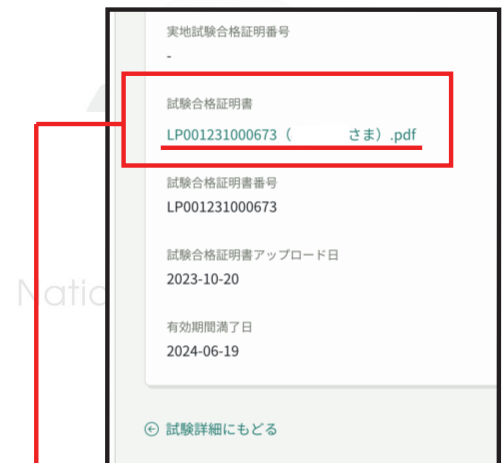 実地試験合格証明番号
-
試験合格証明書
LP001231000673（　　　　さま）.pdf
試験合格証明書番号
LP001231000673
試験合格証明書アップロード日
2023-10-20
Natio
有効期間満了日
2024-06-19
試験詳細にもどる